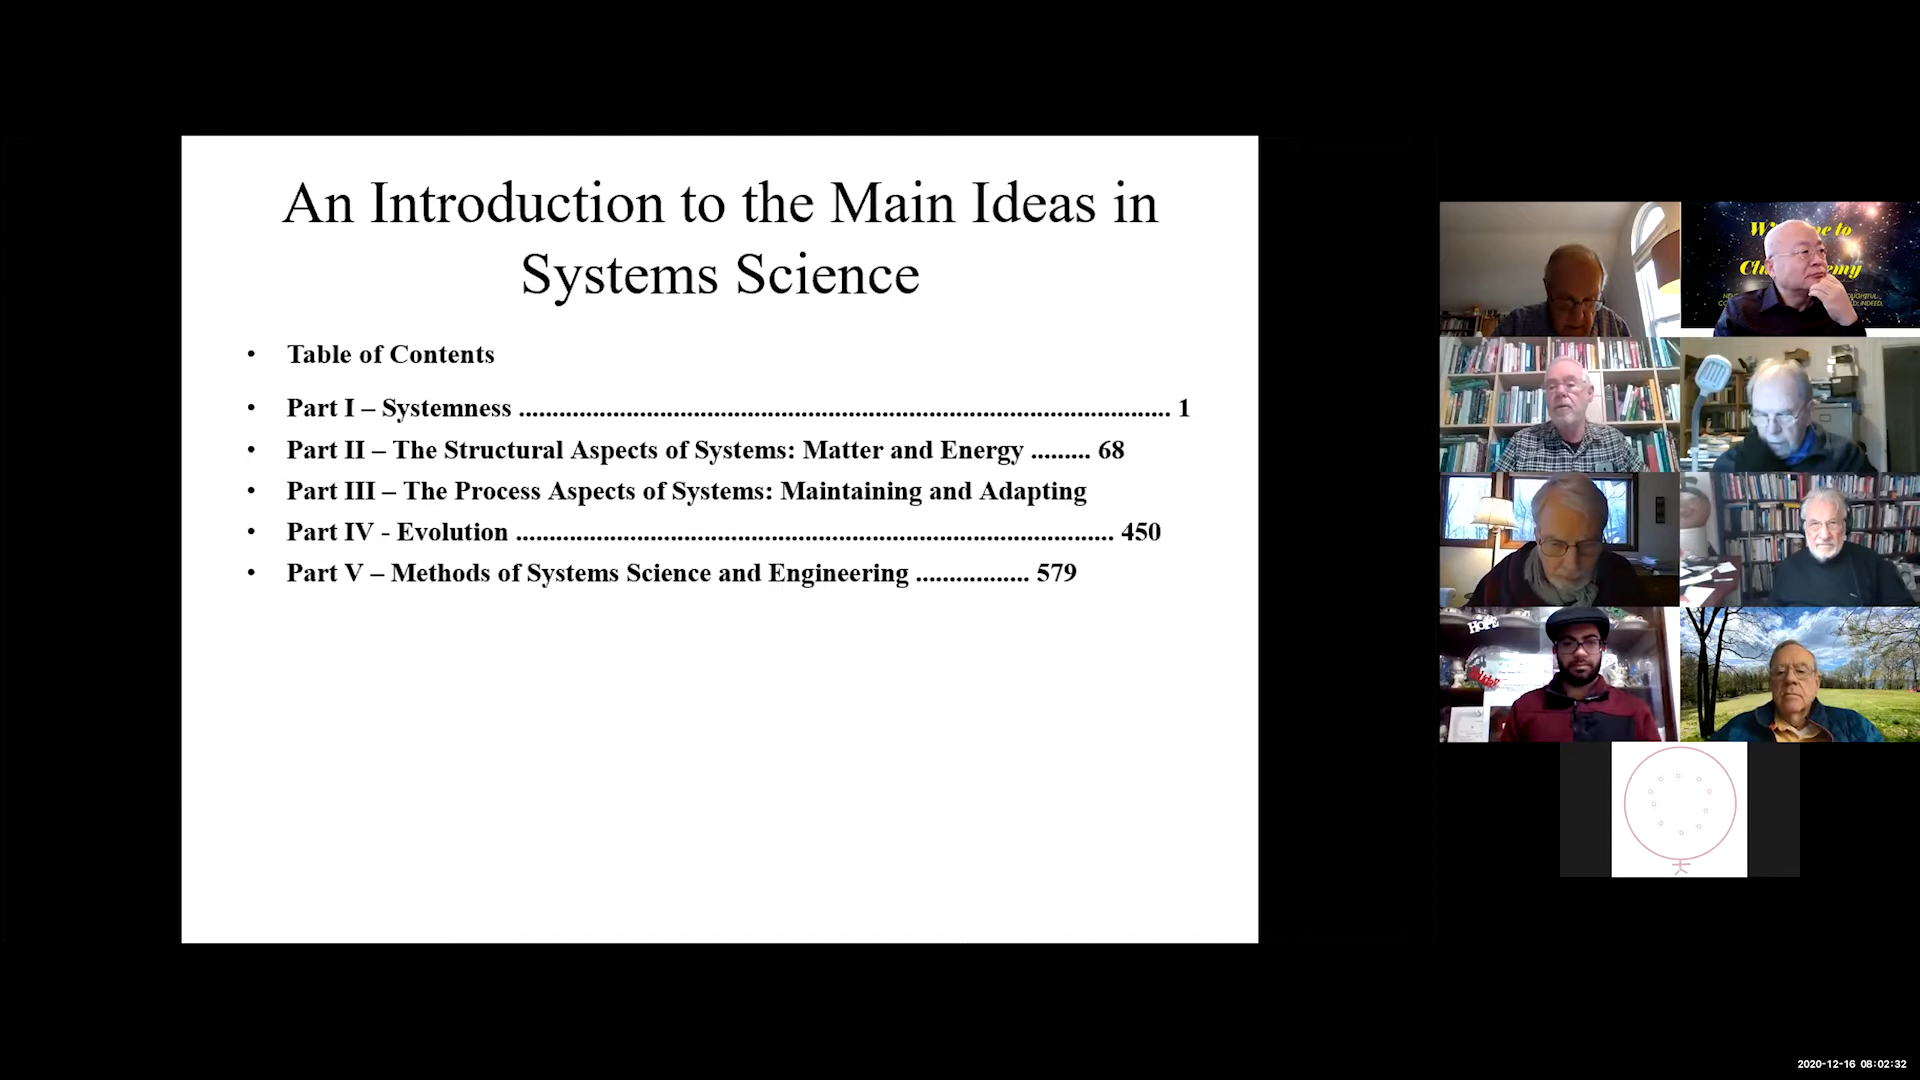 An Introduction to the Main Ideas in
Systems Science
• Table of Contents
• Part I – Systemness ................................................................................................. 1
• Part II – The Structural Aspects of Systems: Matter and Energy ......... 68
• Part III – The Process Aspects of Systems: Maintaining and Adapting
• Part IV - Evolution ......................................................................................... 450
• Part V – Methods of Systems Science and Engineering ................. 579
to
HOPE
2020-12-16 08:02:32